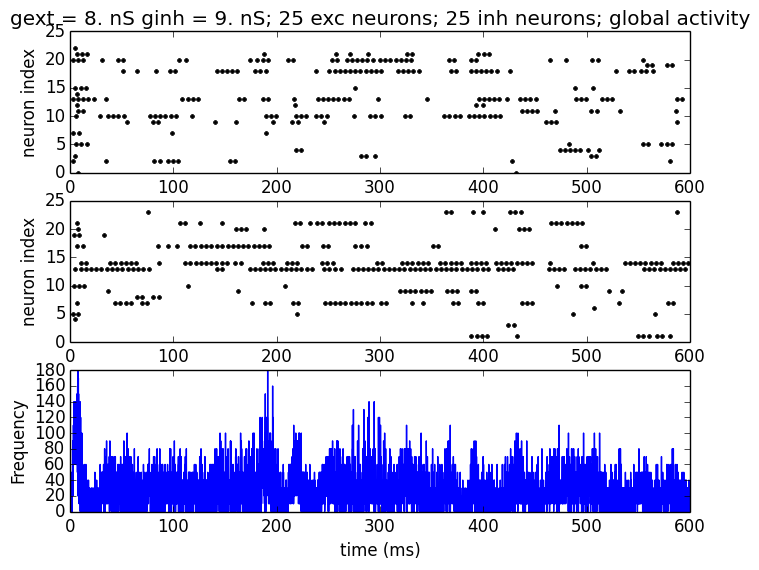 gext = 8. nS ginh = 9. nS; 25 exc neurons; 25 inh neurons; global activity
25
20
15
10
5
0
neuron index
0 100 200 300 400 500 600
25
20
15
10
5
0
neuron index
0 100 200 300 400 500 600
180
160
140
120
100
80
60
40
20
0
Frequency
0 100 200 300 400 500 600
time (ms)